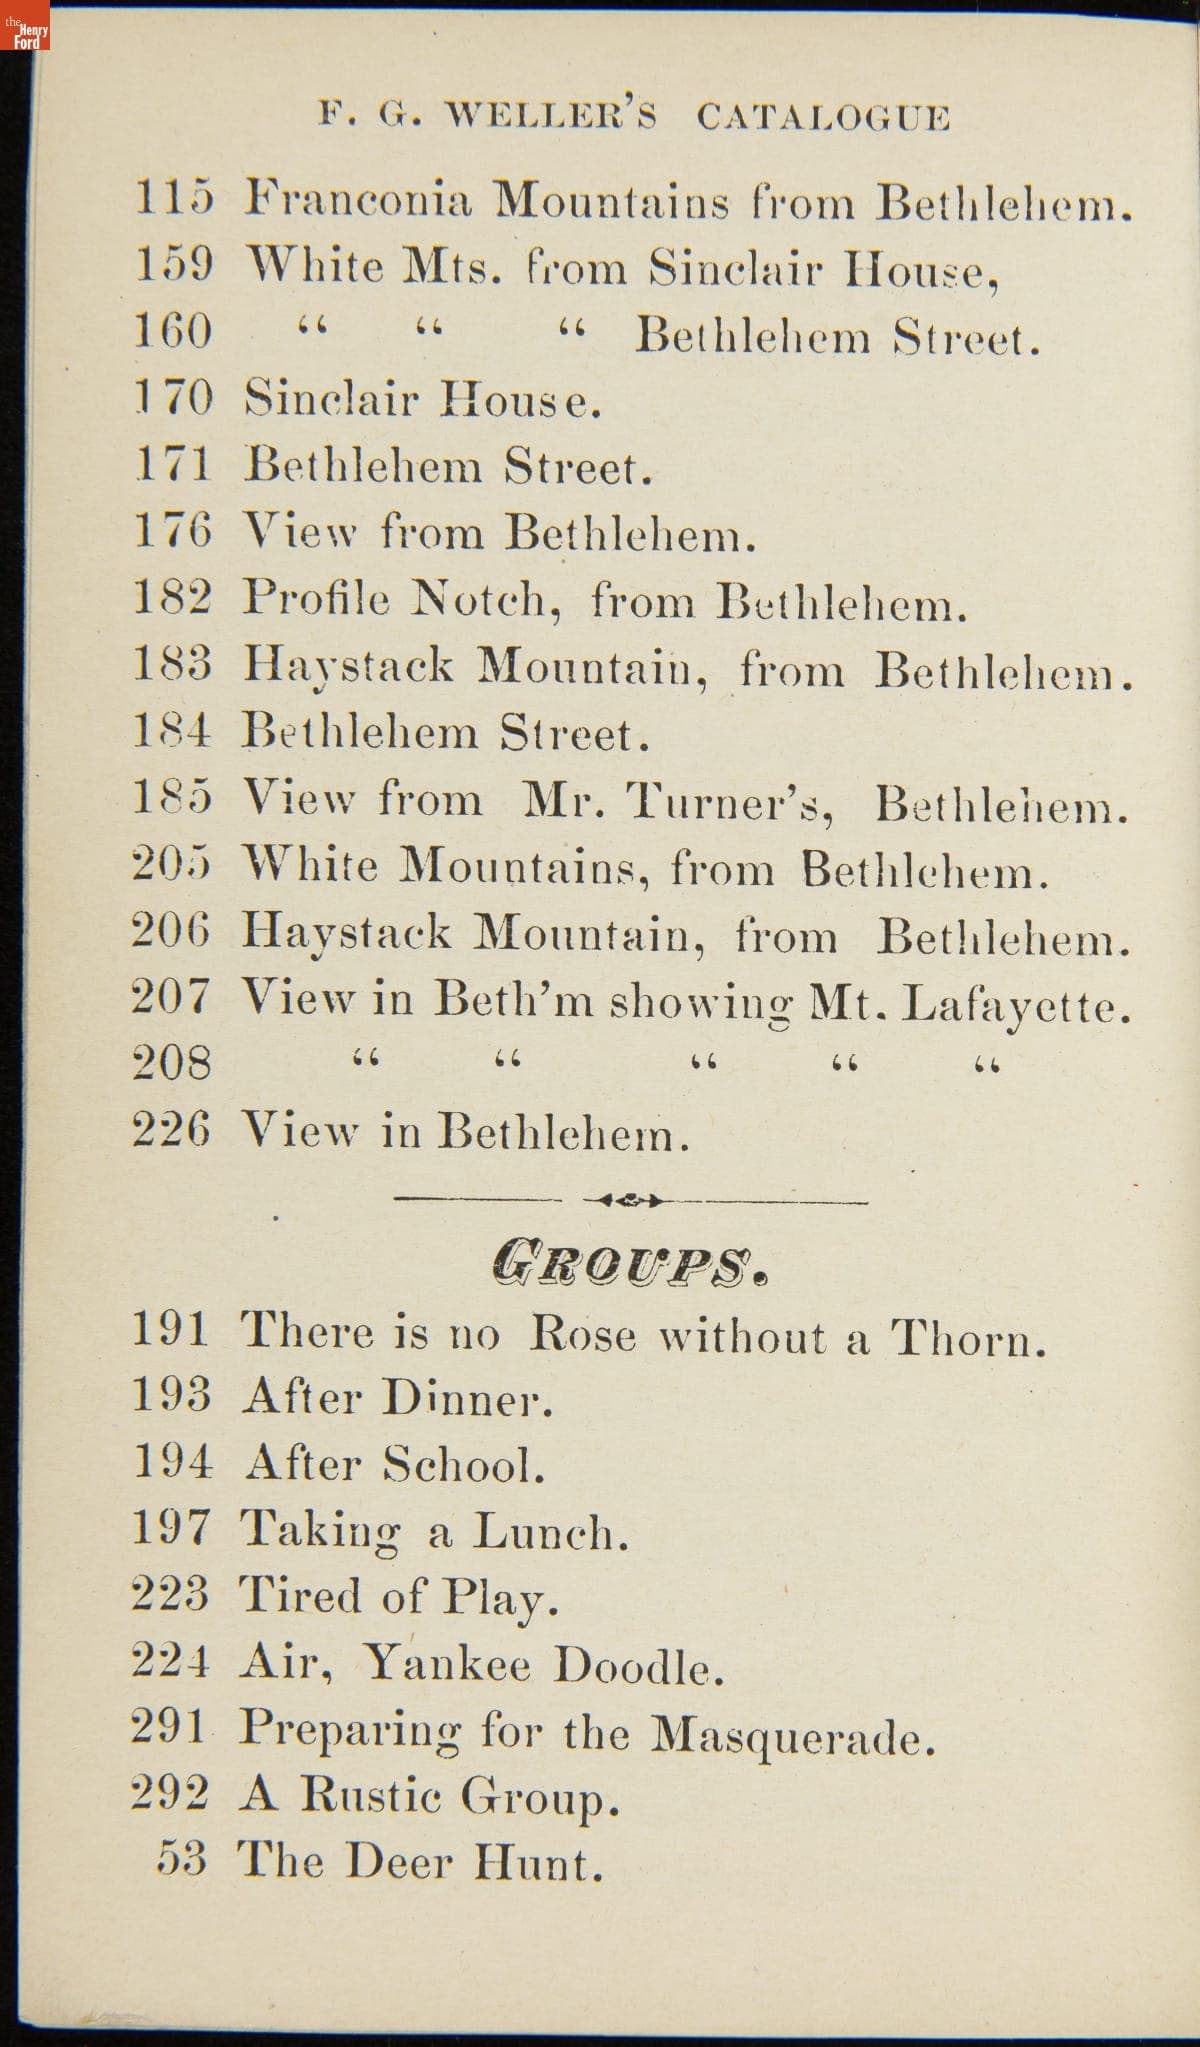 the
Henry
Ford
F. G. WELLER'S CATALOGUE
115 Franconia Mountains from Bethlehem.
159 White Mts. from Sinclair House,
160 “ “ “ Bethlehem Street.
170 Sinclair House.
171 Bethlehem Street.
176 View from Bethlehem.
182 Profile Notch, from Bethlehem.
183 Haystack Mountain, from Bethlehem.
184 Bethlehem Street.
185 View from Mr. Turner's, Bethlehem.
205 White Mountains, from Bethlehem.
206 Haystack Mountain, from Bethlehem.
207 View in Beth'm showing Mt. Lafayette.
208 “ “ “ “ “
226 View in Bethlehem.
GROUPS.
191 There is no Rose without a Thorn.
193 After Dinner.
194 After School.
197 Taking a Lunch.
223 Tired of Play.
224 Air, Yankee Doodle.
291 Preparing for the Masquerade.
292 A Rustic Group.
53 The Deer Hunt.